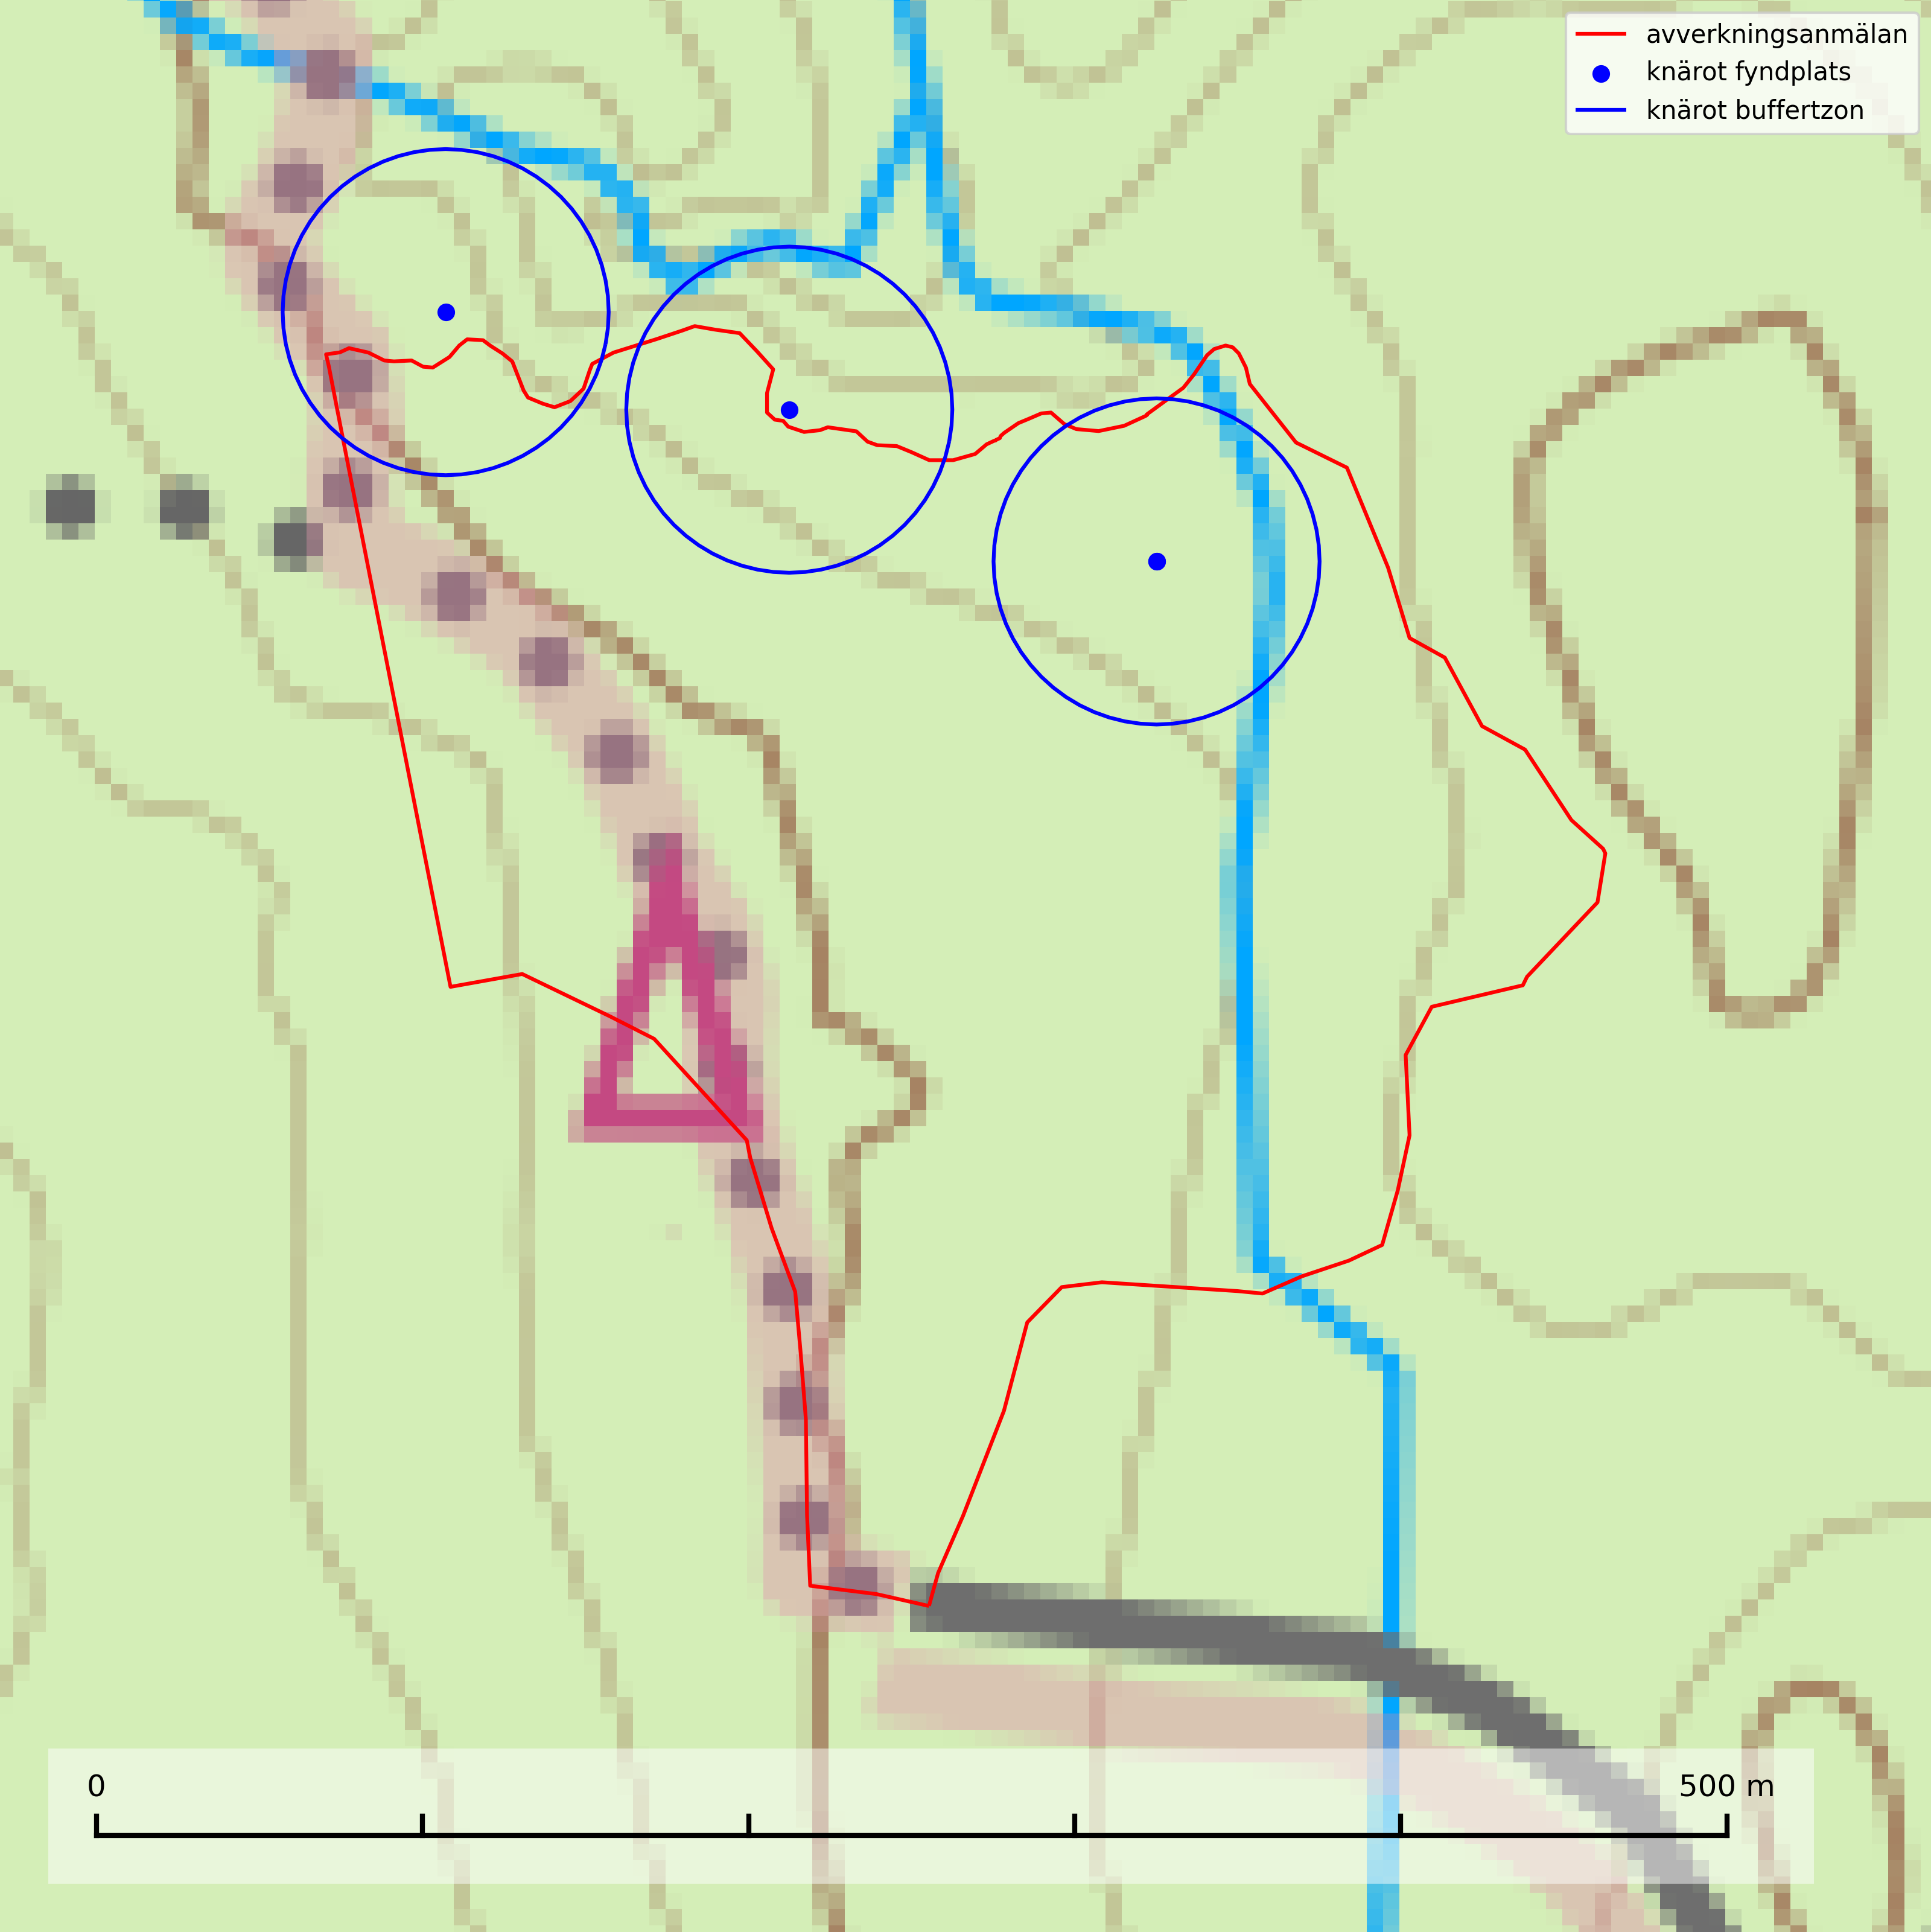 avverkningsanmälan
knärot fyndplats
knärot buffertzon
0 500 m